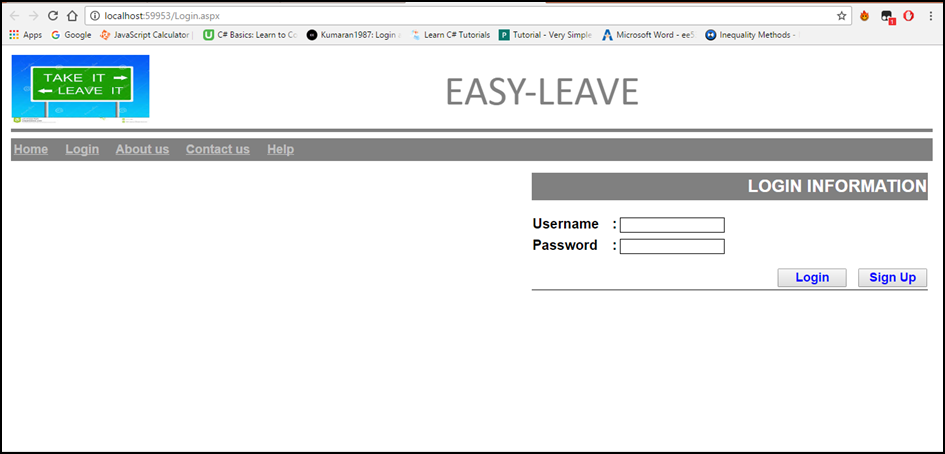 localhost:59953/Login.aspx
Apps Google JavaScript Calculator | C# Basics: Learn to Co Kumaran1987: Login a Learn C# Tutorials Tutorial - Very Simple Microsoft Word - ee5 Inequality Methods -
TAKE IT
LEAVE IT
EASY-LEAVE
Home Login About us Contact us Help
LOGIN INFORMATION
Username :
Password :
Login Sign Up